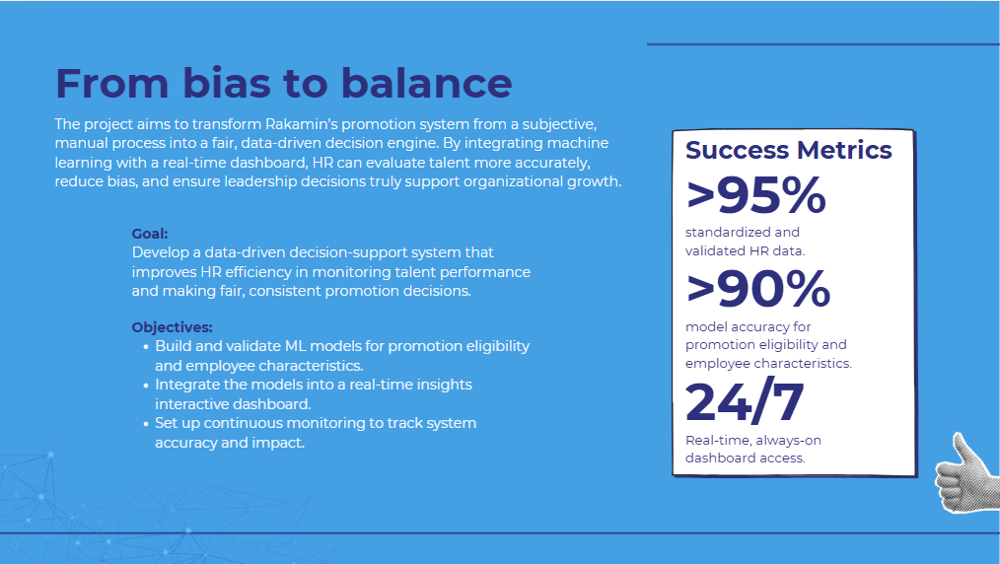 From bias to balance
The project aims to transform Rakamin's promotion system from a subjective,
manual process into a fair, data-driven decision engine. By integrating machine
learning with a real-time dashboard, HR can evaluate talent more accurately,
reduce bias, and ensure leadership decisions truly support organizational growth.
Goal:
Develop a data-driven decision-support system that
improves HR efficiency in monitoring talent performance
and making fair, consistent promotion decisions.
Objectives:
• Build and validate ML models for promotion eligibility
and employee characteristics.
• Integrate the models into a real-time insights
interactive dashboard.
• Set up continuous monitoring to track system
accuracy and impact.
Success Metrics
>95%
standardized and
validated HR data.
>90%
model accuracy for
promotion eligibility and
employee characteristics.
24/7
Real-time, always-on
dashboard access.